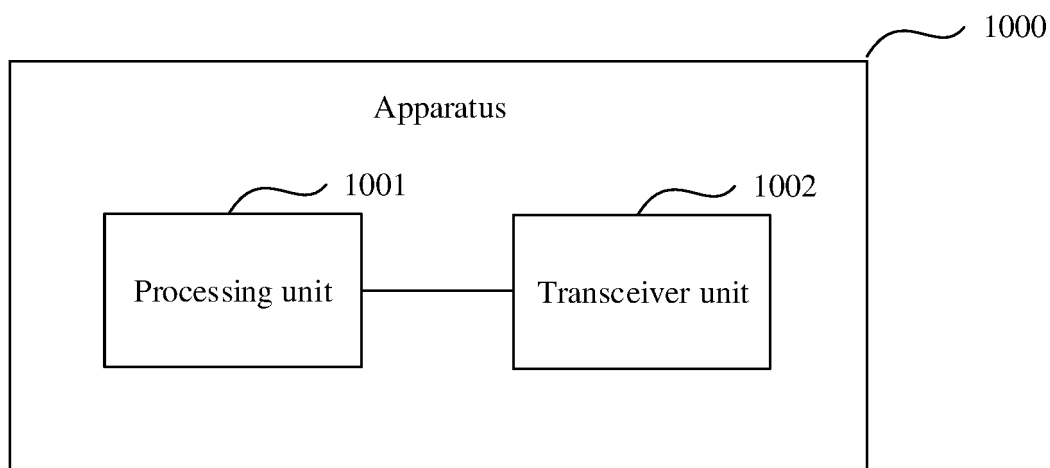 1000
Apparatus
1001
1002
Processing unit
Transceiver unit